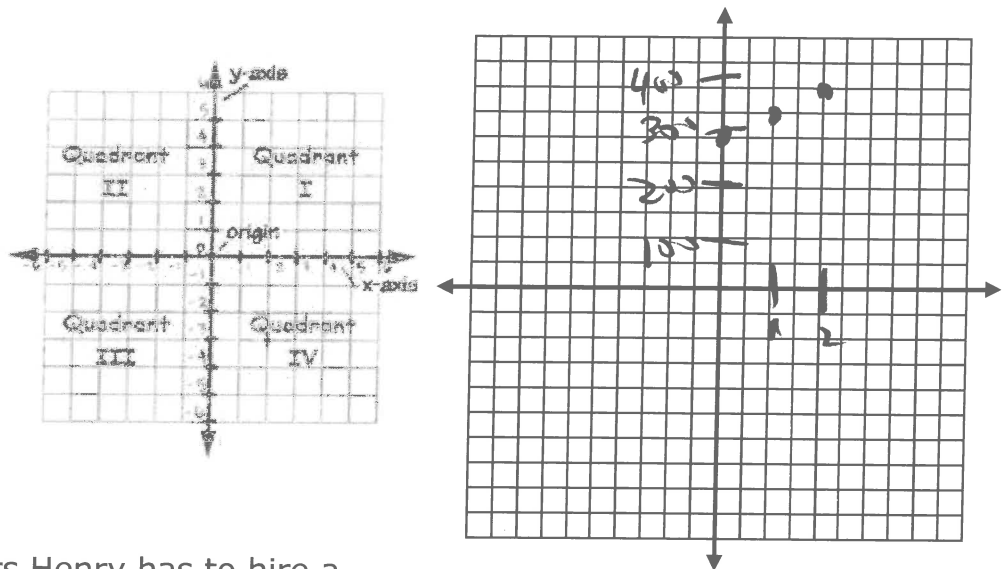 y-axis
Quadrant
II
Quadrant
I
origin
x-axis
Quadrant
III
Quadrant
IV
400
300
200
100
1
2
rs Henry has to hire a